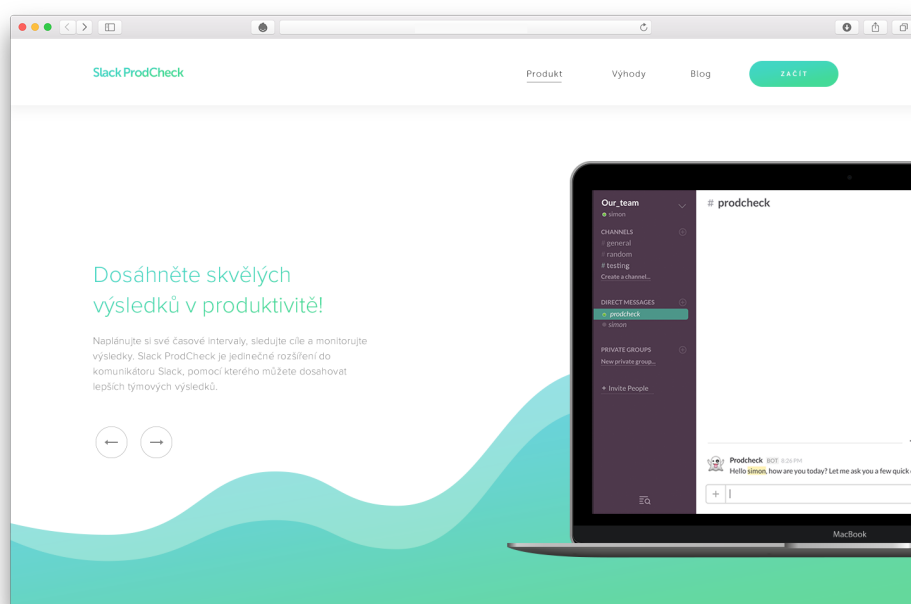 Slack ProdCheck
Produkt
Výhody
Blog
ZAČÍT
Dosáhněte skvělých
výsledků v produktivitě!
Naplánujte si své časové intervaly, sledujte cíle a monitorujte
výsledky. Slack ProdCheck je jedinečné rozšíření do
komunikátoru Slack, pomocí kterého můžete dosahovat
lepších týmových výsledků.
Our_team
simon
CHANNELS
# general
# random
# testing
Create a channel...
DIRECT MESSAGES
prodcheck
# simon
PRIVATE GROUPS
New private group...
+ Invite People
# prodcheck
Prodcheck BOT 8:26 PM
Hello simon, how are you today? Let me ask you a few quick
MacBook